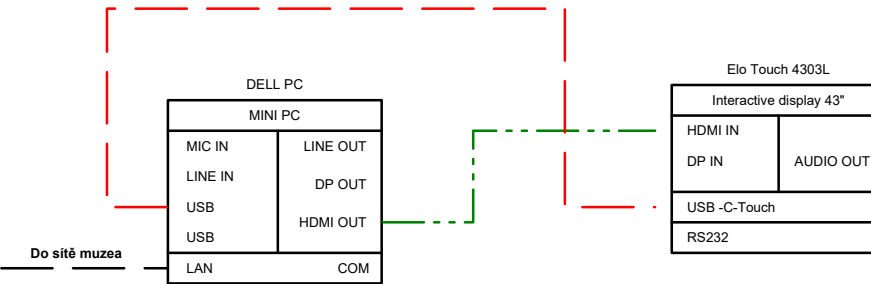 DELL PC
MINI PC
MIC IN
LINE OUT
LINE IN
DP OUT
USB
HDMI OUT
USB
LAN
COM
Do sítě muzea
Elo Touch 4303L
Interactive display 43"
HDMI IN
DP IN
AUDIO OUT
USB -C-Touch
RS232